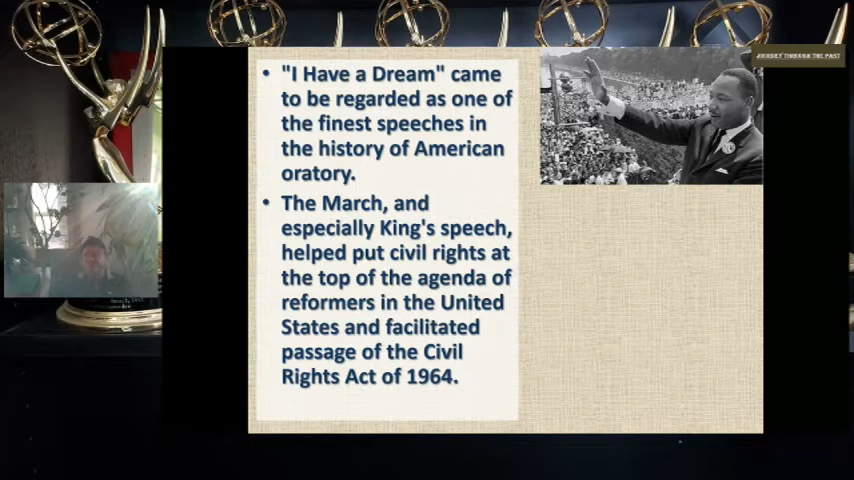 JOURNEY THROUGH THE PAST
• "I Have a Dream" came
to be regarded as one of
the finest speeches in
the history of American
oratory.
• The March, and
especially King's speech,
helped put civil rights at
the top of the agenda of
reformers in the United
States and facilitated
passage of the Civil
Rights Act of 1964.